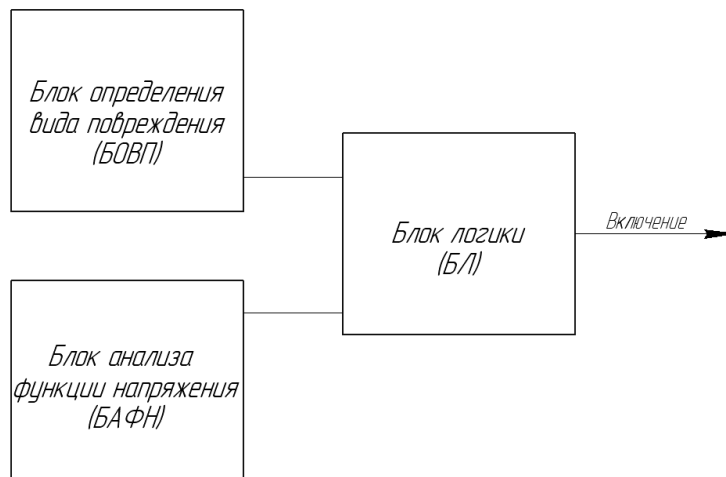 Блок определения
вида повреждения
(БОВП)
Блок логики
(БЛ)
Включение
Блок анализа
функции напряжения
(БАФН)